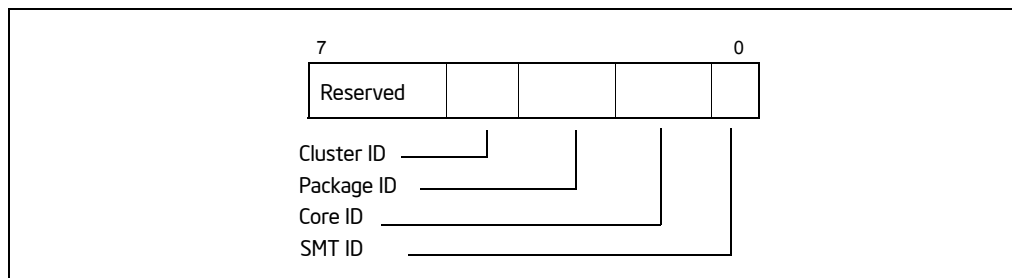 7 0
Reserved
Cluster ID
Package ID
Core ID
SMT ID